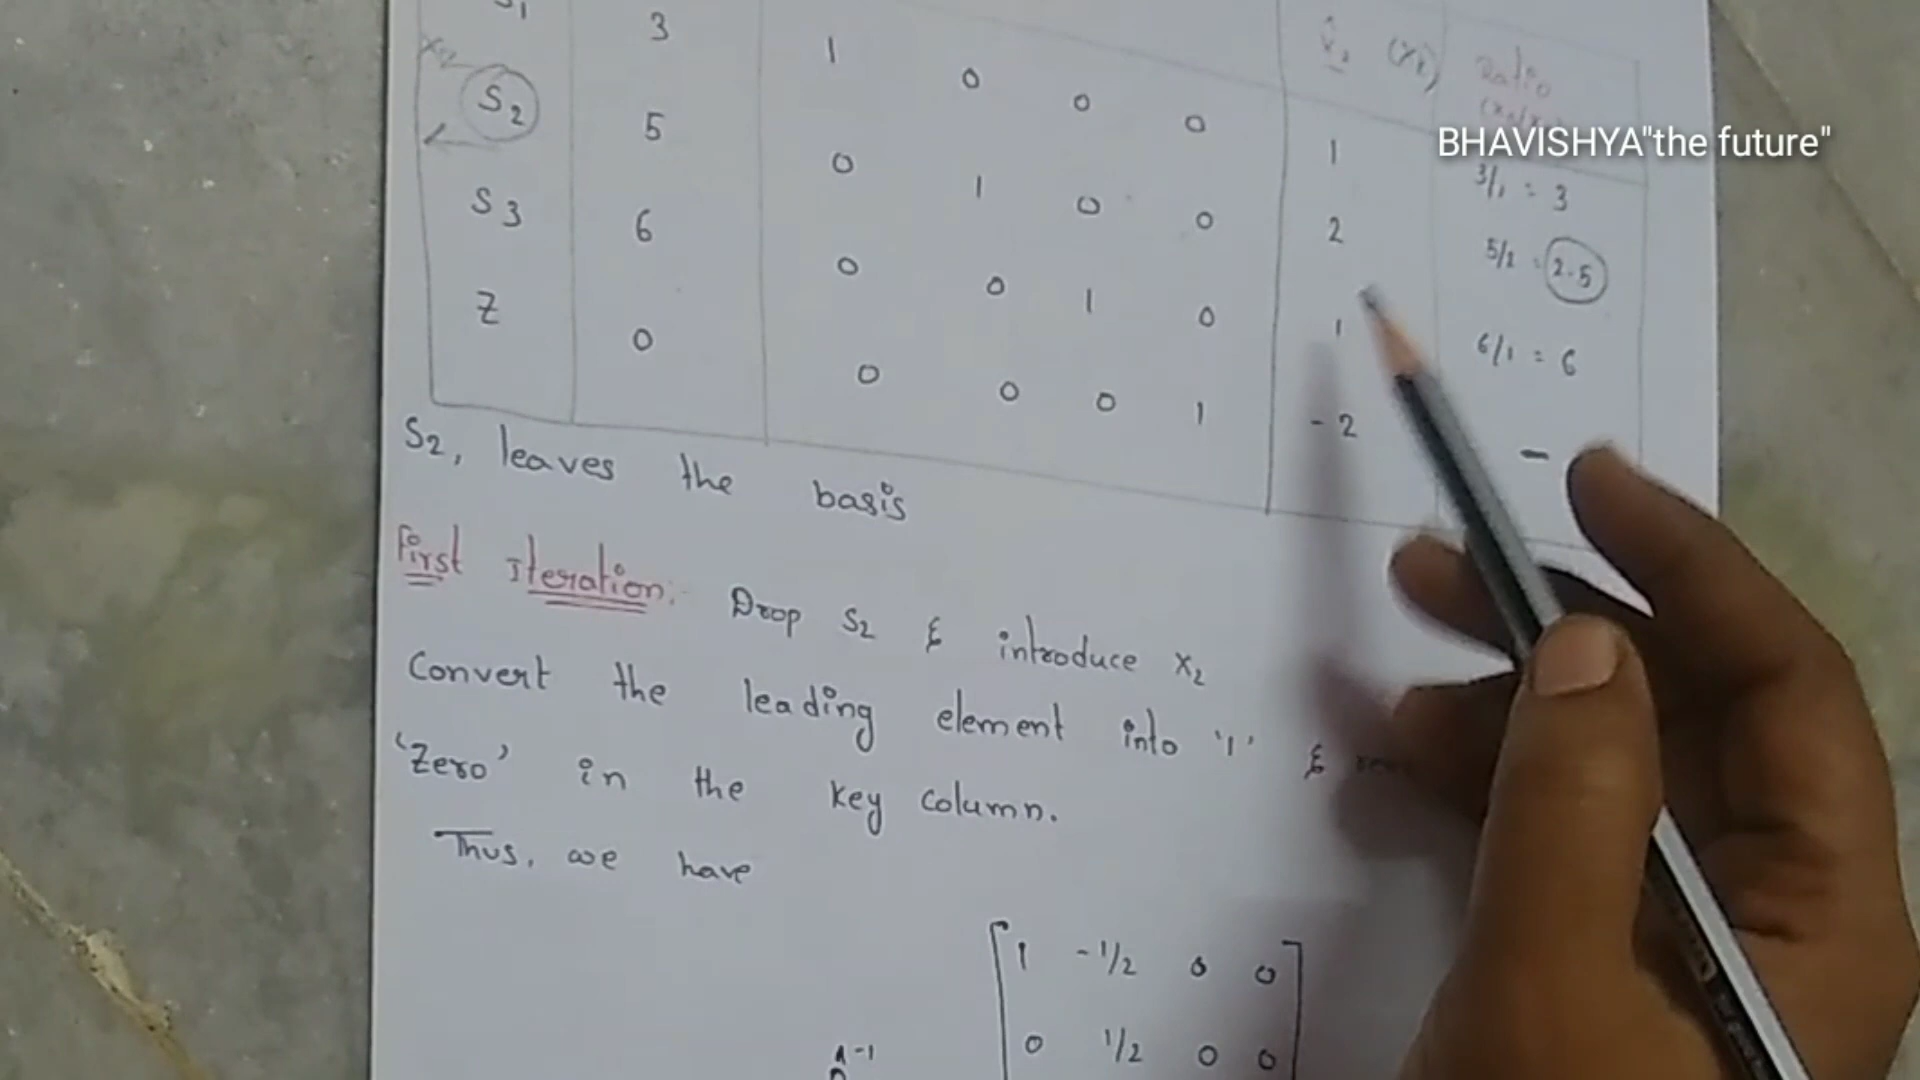 S1 3 1 0 0 0 1 3/1 = 3
S2 5 0 1 0 0 2 5/2 = 2.5
S3 6 0 0 1 0 1 6/1 = 6
Z 0 0 0 0 1 -2 -
Ratio
BHAVISHYA"the future"
S2, leaves the basis
First Iteration: Drop S2 & introduce X2
Convert the leading element into '1' &
'Zero' in the key column.
Thus, we have
1 -1/2 0 0
0 1/2 0 0